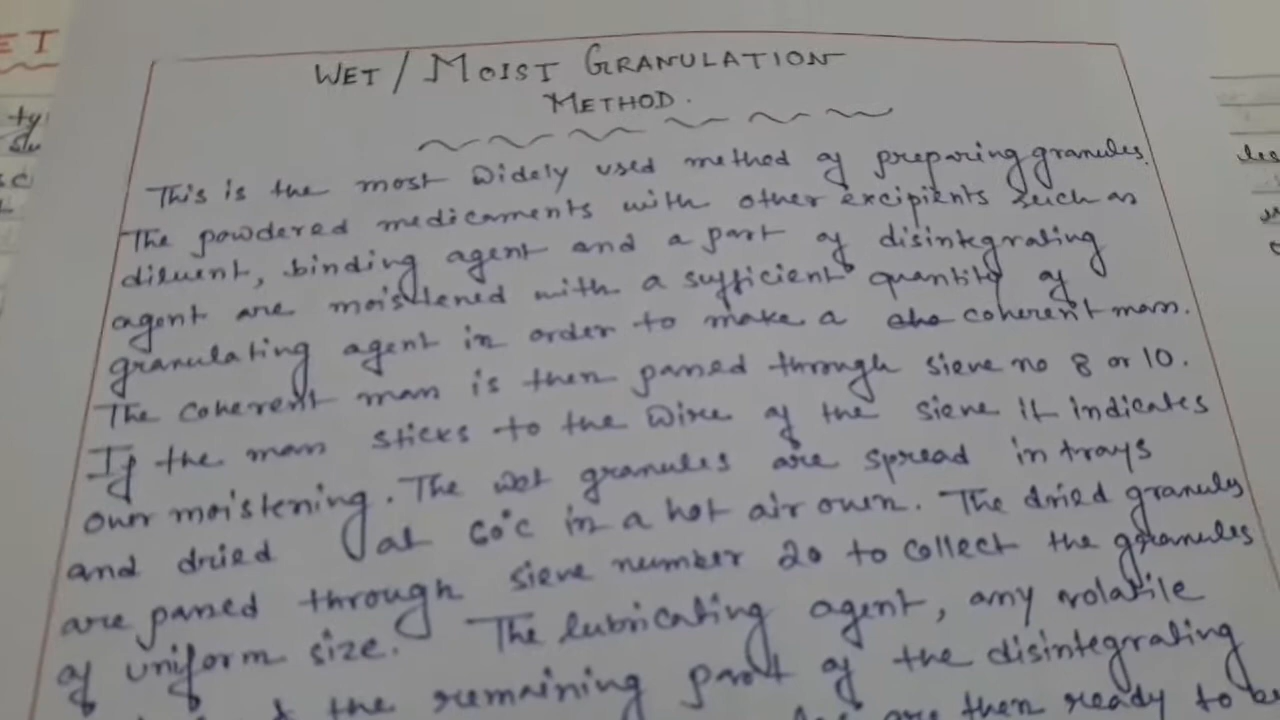 WET / MOIST GRANULATION
METHOD.
This is the most widely used method of preparing granules.
The powdered medicaments with other excipients such as
diluent, binding agent and a part of disintegrating
agent are moistened with a sufficient quantity of
granulating agent in order to make a coherent mass.
The coherent mass is then passed through sieve no 8 or 10.
If the mass sticks to the wire of the sieve it indicates
over moistening. The wet granules are spread in trays
and dried at 60°C in a hot air oven. The dried granules
are passed through sieve number 20 to collect the granules
of uniform size. The lubricating agent, any volatile
the remaining part of the disintegrating
are then ready to be
ET